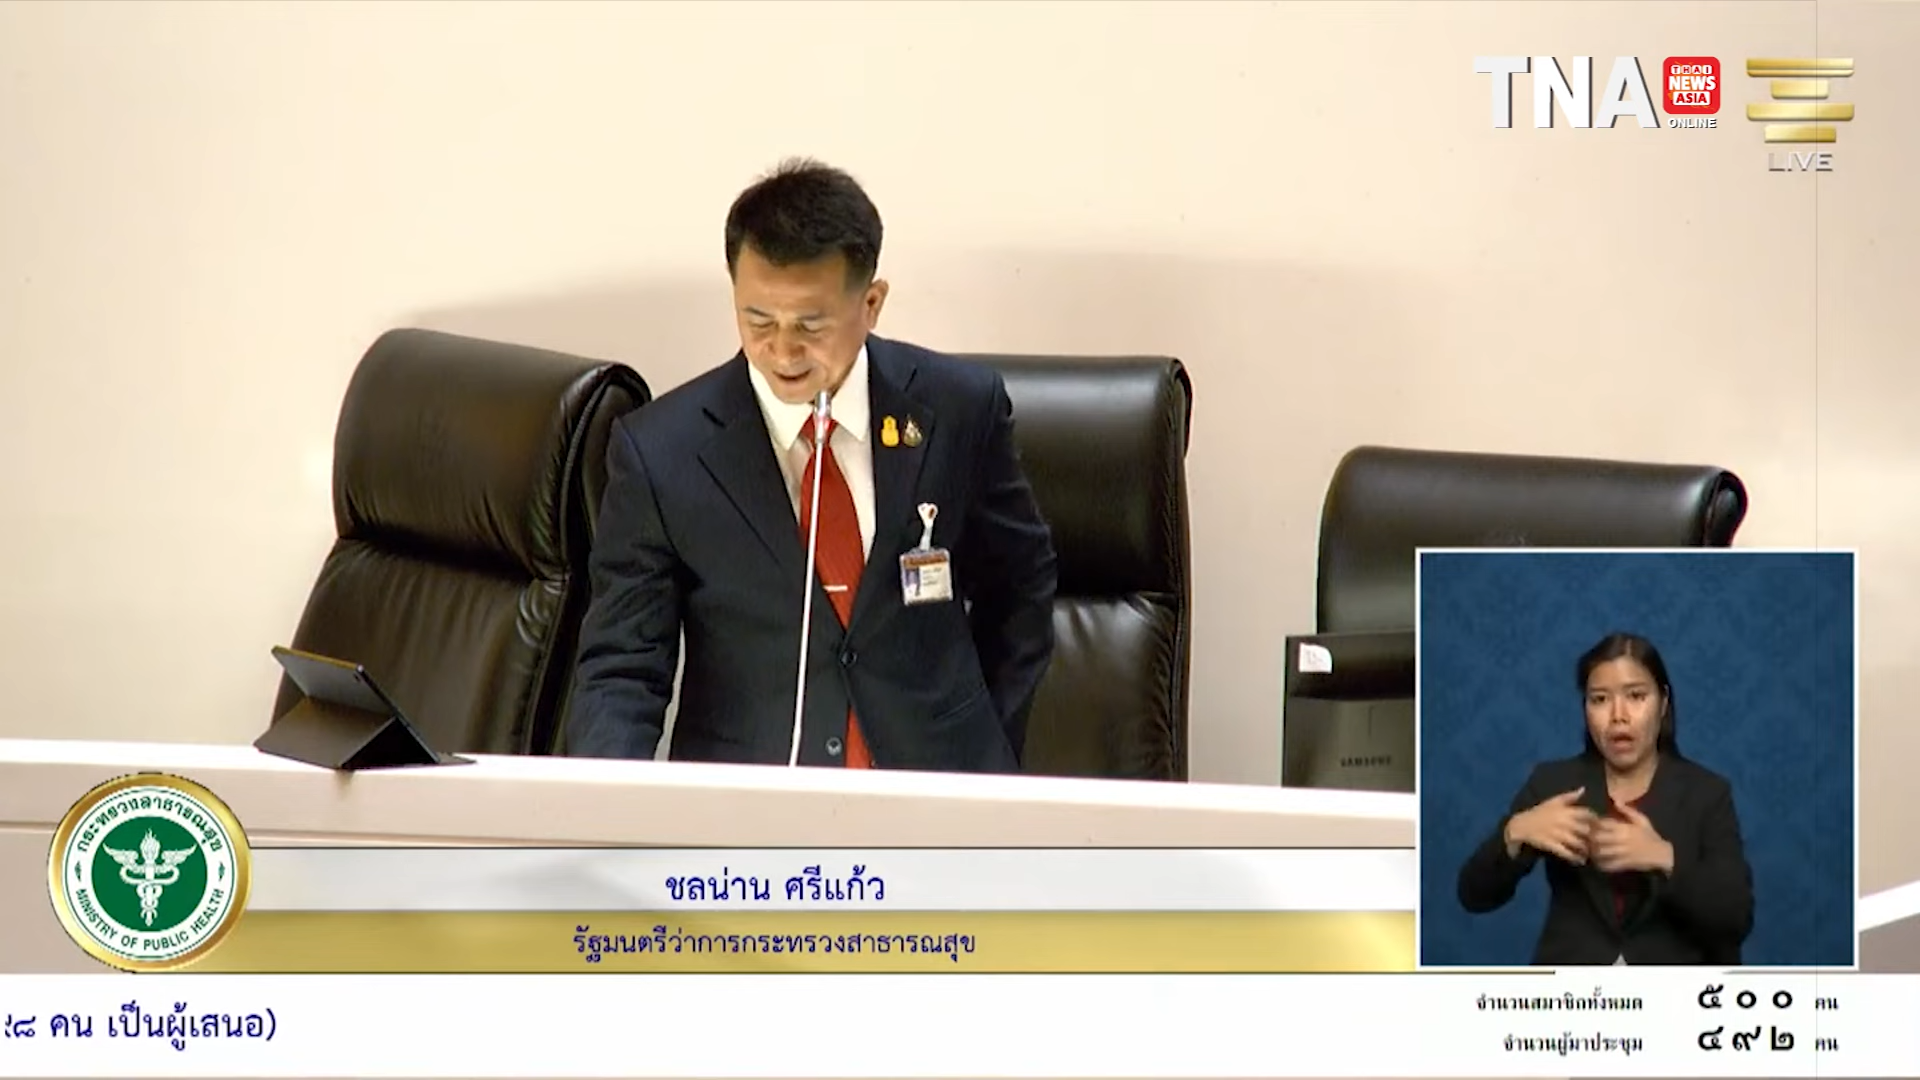 TNA
THAI
NEWS
ASIA
ONLINE
LIVE
SAMSUNG
กระทรวงสาธารณสุข
MINISTRY OF PUBLIC HEALTH
ชลน่าน ศรีแก้ว
รัฐมนตรีว่าการกระทรวงสาธารณสุข
คน เป็นผู้เสนอ)
จำนวนสมาชิกทั้งหมด ๕๐๐ คน
จำนวนผู้มาประชุม ๔๙๒ คน